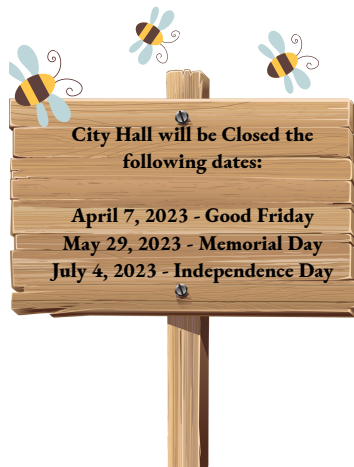 City Hall will be Closed the
following dates:
April 7, 2023 - Good Friday
May 29, 2023 - Memorial Day
July 4, 2023 - Independence Day